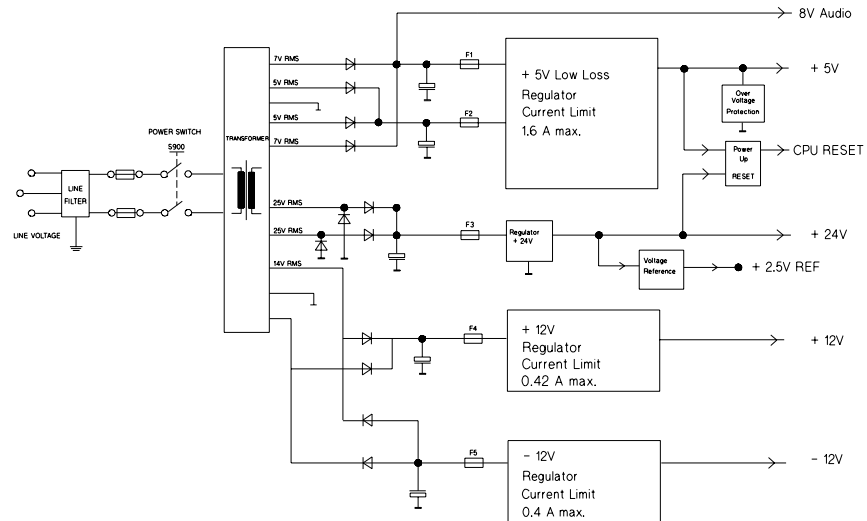 8V Audio
7V RMS
F1
+ 5V Low Loss
Regulator
Current Limit
1.6 A max.
+ 5V
5V RMS
Over
Voltage
Protection
5V RMS
F2
POWER SWITCH
S900
TRANSFORMER
7V RMS
Power
Up
RESET
CPU RESET
LINE
FILTER
LINE VOLTAGE
25V RMS
25V RMS
F3
Regulator
+ 24V
+ 24V
14V RMS
Voltage
Reference
+ 2.5V REF
F4
+ 12V
Regulator
Current Limit
0.42 A max.
+ 12V
F5
- 12V
Regulator
Current Limit
0.4 A max.
- 12V